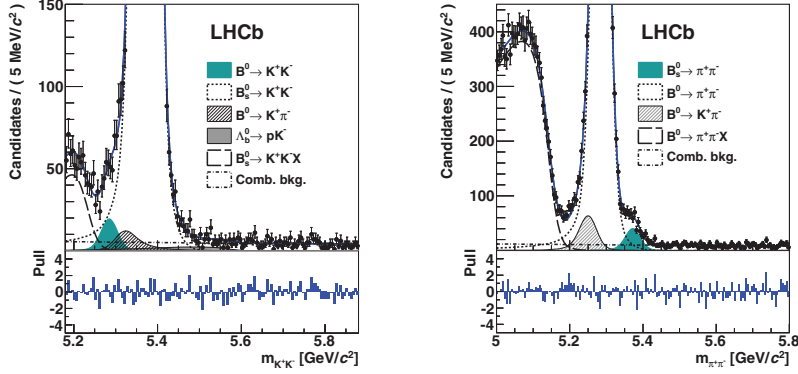 Candidates / ( 5 MeV/c²)
150
100
50
LHCb
B⁰ → K⁺K⁻
B⁰ₛ → K⁺K⁻
B⁰ → K⁺π⁻
Λ⁰b → pK⁻
B⁰ₛ → K⁺K⁻X
Comb. bkg.
Pull
4
2
0
-2
-4
5.2 5.4 5.6 5.8
m K⁺K⁻ [GeV/c²]
Candidates / ( 5 MeV/c²)
400
300
200
100
LHCb
B⁰ₛ → π⁺π⁻
B⁰ → π⁺π⁻
B⁰ → K⁺π⁻
B⁰ → π⁺π⁻X
Comb. bkg.
Pull
4
2
0
-2
-4
5 5.2 5.4 5.6 5.8
m π⁺π⁻ [GeV/c²]